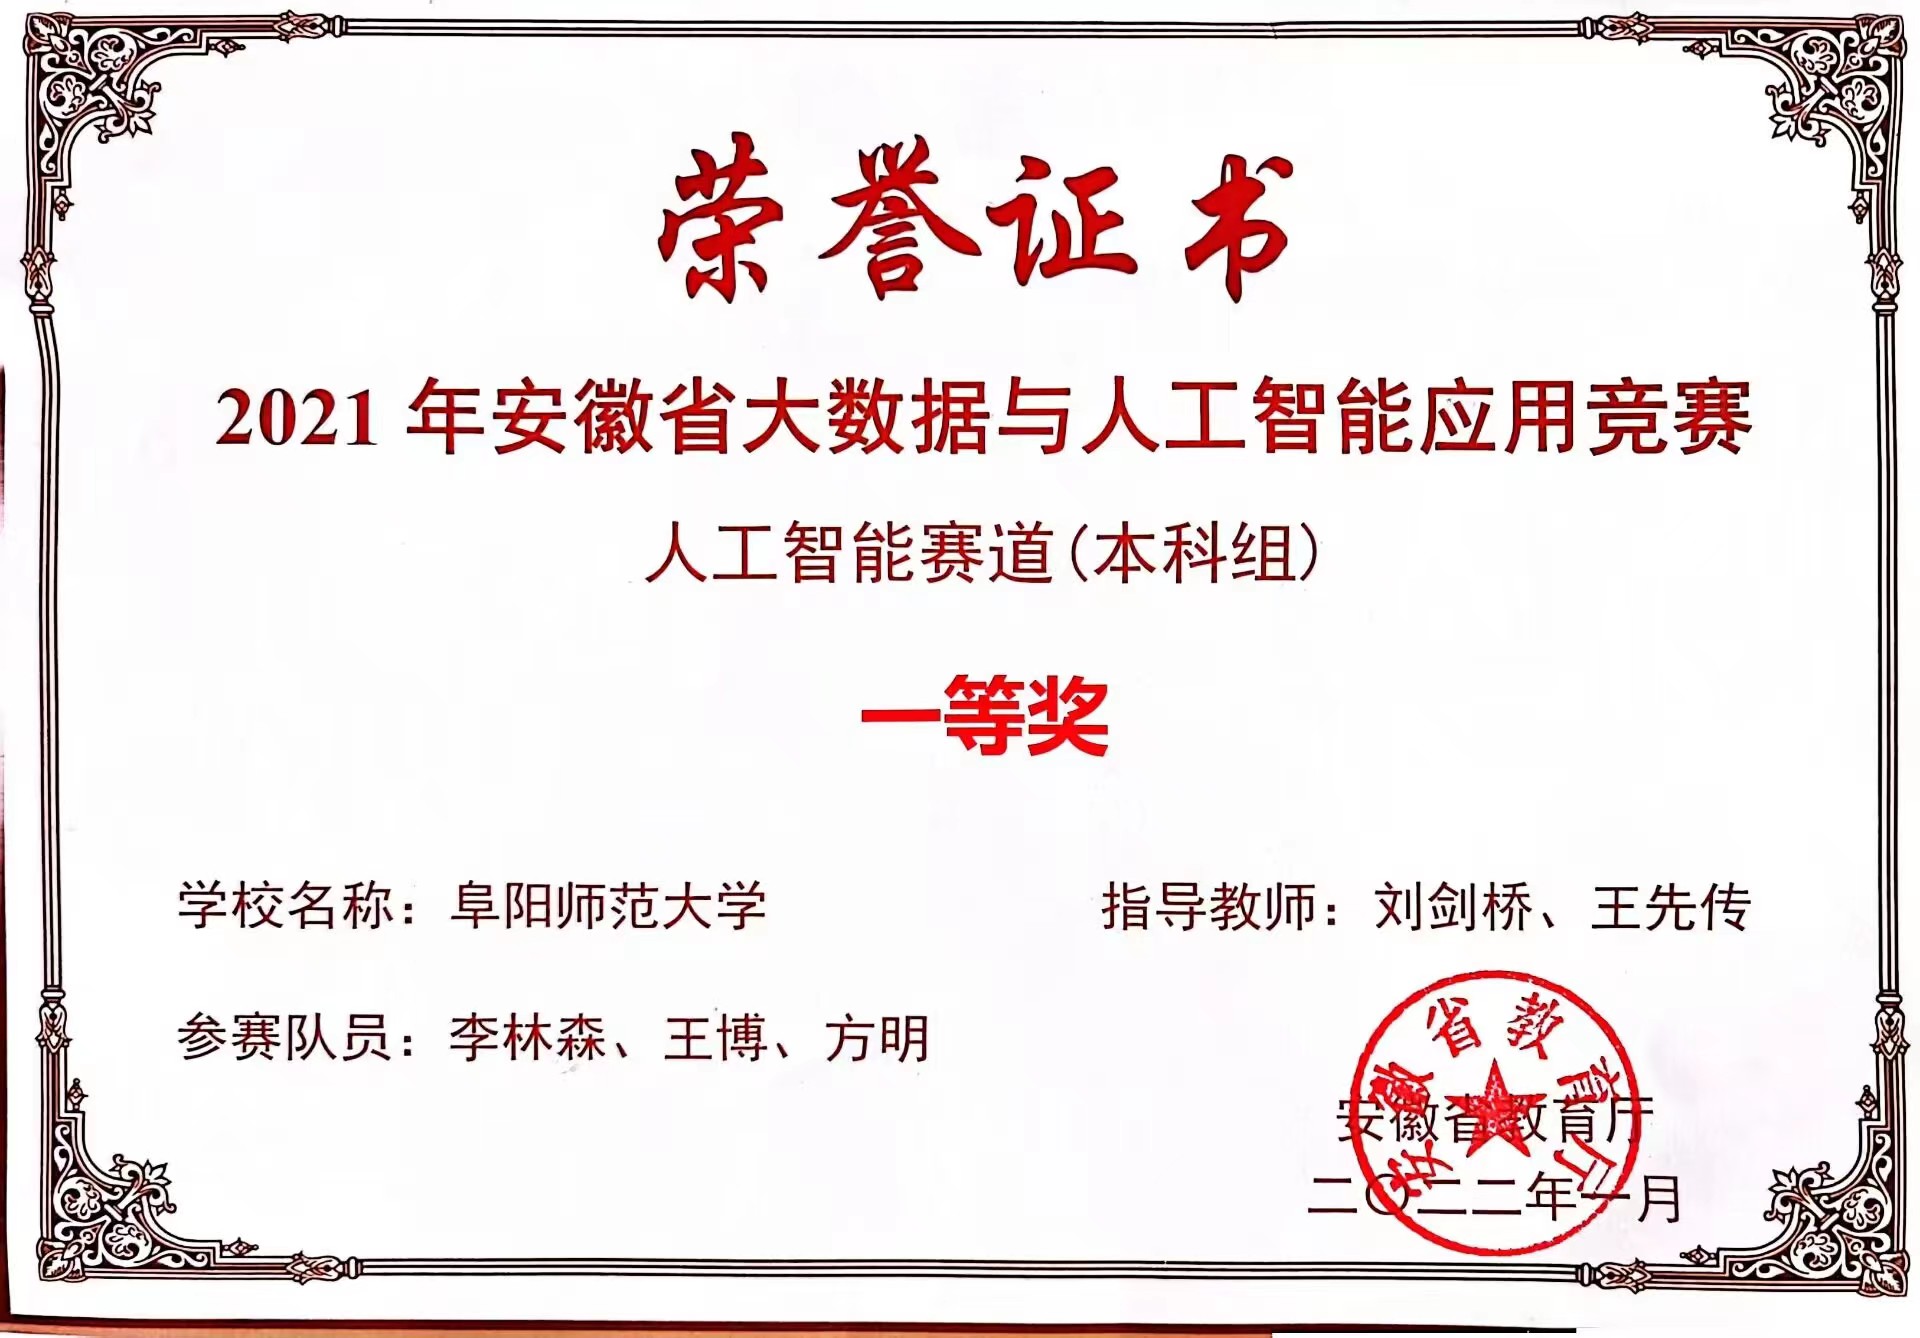 荣誉证书
2021 年安徽省大数据与人工智能应用竞赛
人工智能赛道(本科组)
一等奖
学校名称：阜阳师范大学
指导教师：刘剑桥、王先传
参赛队员：李林森、王博、方明
安徽省教育厅
安徽省教育厅
二〇二二年一月